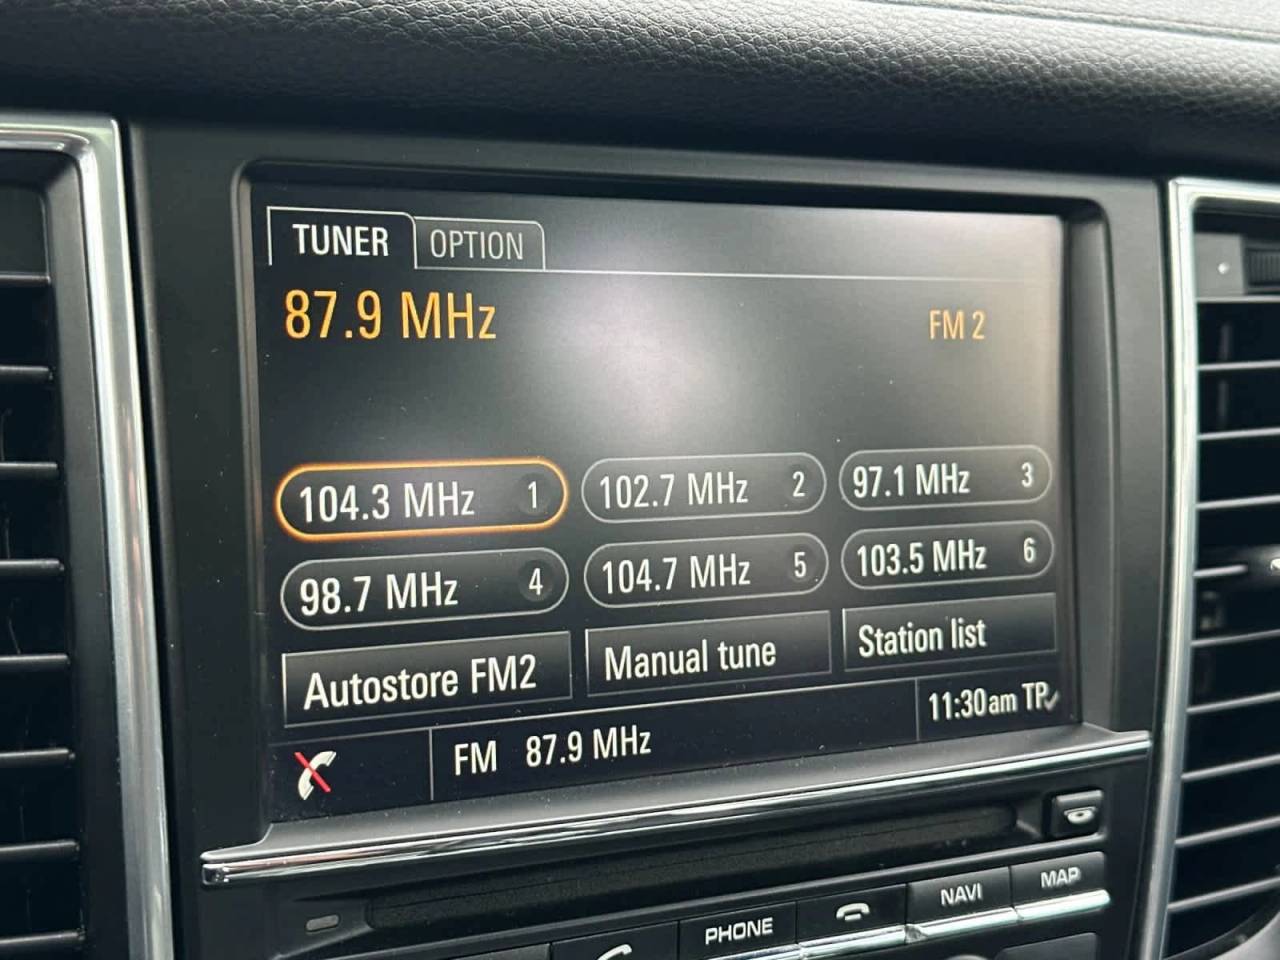 TUNER OPTION
87.9 MHz FM 2
104.3 MHz 1 102.7 MHz 2 97.1 MHz 3
98.7 MHz 4 104.7 MHz 5 103.5 MHz 6
Autostore FM2 Manual tune Station list
FM 87.9 MHz 11:30am TP
PHONE NAVI MAP